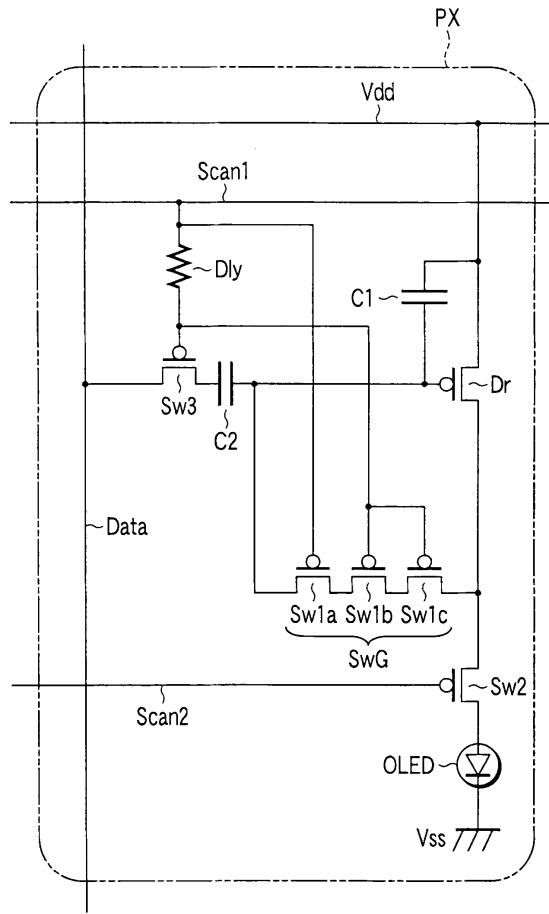 PX
Vdd
Scan1
Dly
C1
Sw3
C2
Dr
Data
Sw1a Sw1b Sw1c
SwG
Scan2
Sw2
OLED
Vss